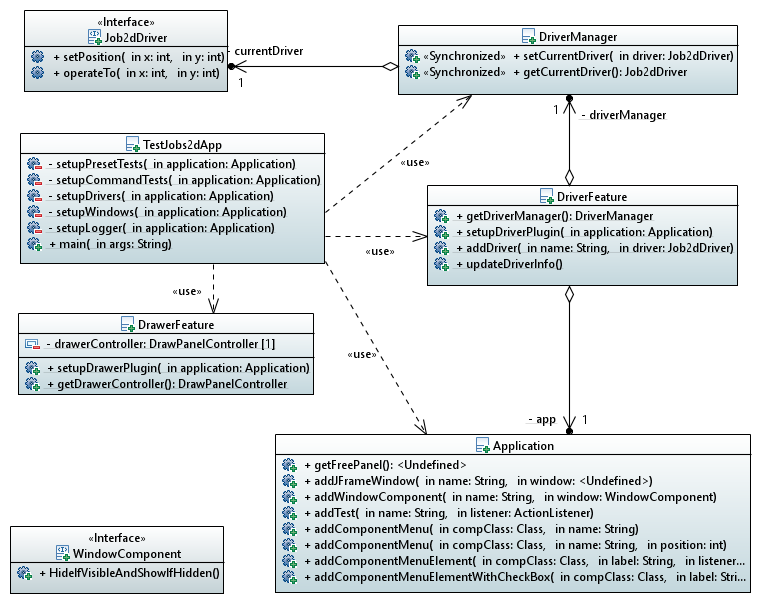 «Interface»
Job2dDriver
+ setPosition( in x: int, in y: int)
+ operateTo( in x: int, in y: int)
- currentDriver
1
DriverManager
«Synchronized» + setCurrentDriver( in driver: Job2dDriver)
«Synchronized» + getCurrentDriver(): Job2dDriver
1
- driverManager
TestJobs2dApp
- setupPresetTests( in application: Application)
- setupCommandTests( in application: Application)
- setupDrivers( in application: Application)
- setupWindows( in application: Application)
- setupLogger( in application: Application)
+ main( in args: String)
«use»
«use»
«use»
«use»
DriverFeature
+ getDriverManager(): DriverManager
+ setupDriverPlugin( in application: Application)
+ addDriver( in name: String, in driver: Job2dDriver)
+ updateDriverInfo()
DrawerFeature
- drawerController: DrawPanelController [1]
+ setupDrawerPlugin( in application: Application)
+ getDrawerController(): DrawPanelController
- app
1
Application
+ getFreePanel(): <Undefined>
+ addJFrameWindow( in name: String, in window: <Undefined>)
+ addWindowComponent( in name: String, in window: WindowComponent)
+ addTest( in name: String, in listener: ActionListener)
+ addComponentMenu( in compClass: Class, in name: String)
+ addComponentMenu( in compClass: Class, in name: String, in position: int)
+ addComponentMenuElement( in compClass: Class, in label: String, in listener...
+ addComponentMenuElementWithCheckBox( in compClass: Class, in label: Stri...
«Interface»
WindowComponent
+ HideIfVisibleAndShowIfHidden()